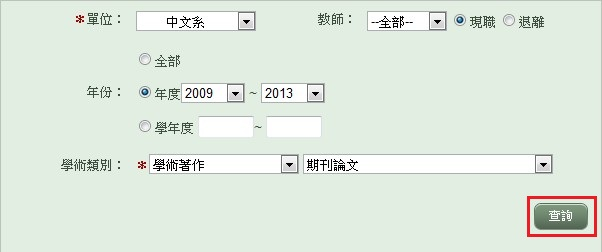 *單位： 中文系 教師： --全部-- 現職 退離
全部
年份： 年度 2009 ~ 2013
學年度 ~
學術類別： * 學術著作 期刊論文
查詢